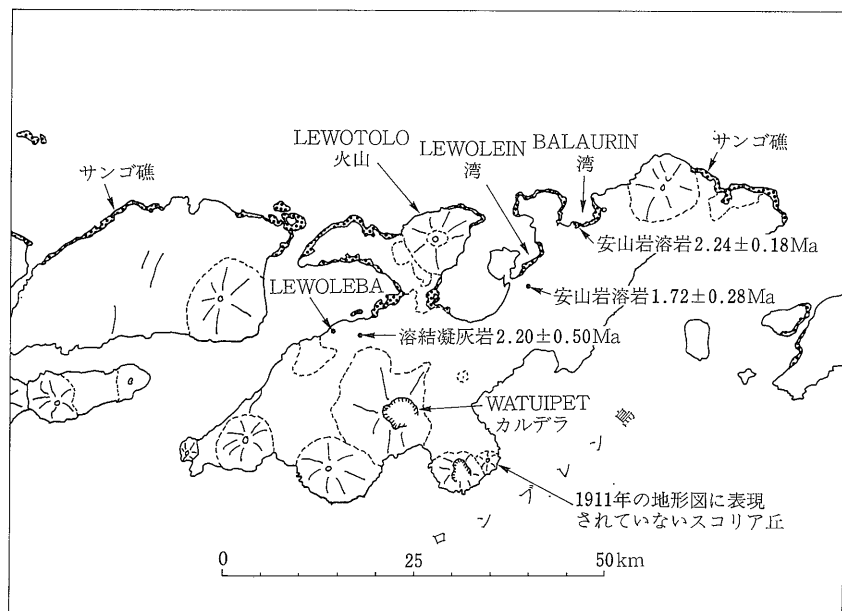 LEWOTOLO
火山
LEWOLEIN
湾
BALAURIN
湾
サンゴ礁
サンゴ礁
安山岩溶岩2.24±0.18Ma
LEWOLEBA
安山岩溶岩1.72±0.28Ma
溶結凝灰岩2.20±0.50Ma
WATUIPET
カルデラ
ロンブレン島
1911年の地形図に表現
されていないスコリア丘
0 25 50km